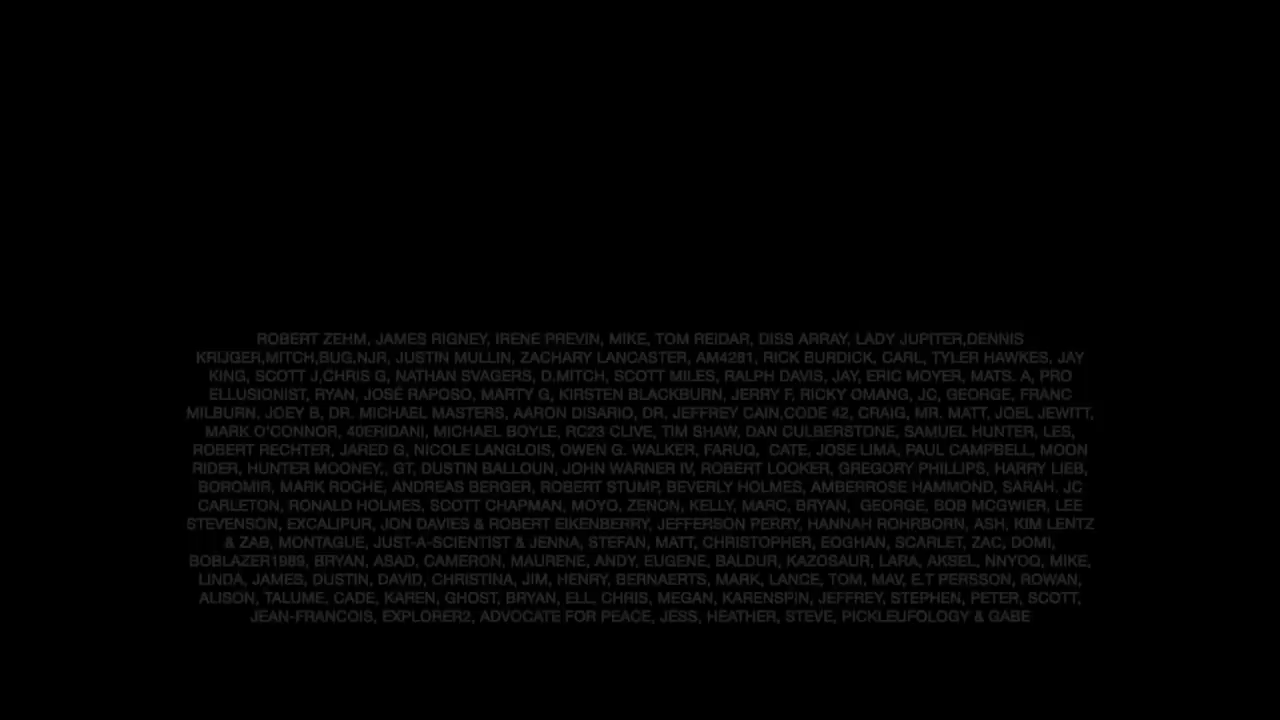 ROBERT ZEHM, JAMES RIGNEY, IRENE PREVIN, MIKE, TOM REIDAR, DISS ARRAY, LADY JUPITER,DENNIS
KRIJGER,MITCH,BUG,NJR, JUSTIN MULLIN, ZACHARY LANCASTER, AM4281, RICK BURDICK, CARL, TYLER HAWKES, JAY
KING, SCOTT J,CHRIS G, NATHAN SVAGERS, D.MITCH, SCOTT MILES, RALPH DAVIS, JAY, ERIC MOYER, MATS. A, PRO
ELLUSIONIST, RYAN, JOSÉ RAPOSO, MARTY G, KIRSTEN BLACKBURN, JERRY F, RICKY OMANG, JC, GEORGE, FRANC
MILBURN, JOEY B, DR. MICHAEL MASTERS, AARON DISARIO, DR. JEFFREY CAIN,CODE 42, CRAIG, MR. MATT, JOEL JEWITT,
MARK O'CONNOR, 40ERIDANI, MICHAEL BOYLE, RC23 CLIVE, TIM SHAW, DAN CULBERSTONE, SAMUEL HUNTER, LES,
ROBERT RECHTER, JARED G, NICOLE LANGLOIS, OWEN G. WALKER, FARUQ,  CATE, JOSE LIMA, PAUL CAMPBELL, MOON
RIDER, HUNTER MOONEY,, GT, DUSTIN BALLOUN, JOHN WARNER IV, ROBERT LOOKER, GREGORY PHILLIPS, HARRY LIEB,
BOROMIR, MARK ROCHE, ANDREAS BERGER, ROBERT STUMP, BEVERLY HOLMES, AMBERROSE HAMMOND, SARAH. JC
CARLETON, RONALD HOLMES, SCOTT CHAPMAN, MOYO, ZENON, KELLY, MARC, BRYAN,  GEORGE, BOB MCGWIER, LEE
STEVENSON, EXCALIPUR, JON DAVIES & ROBERT EIKENBERRY, JEFFERSON PERRY, HANNAH ROHRBORN, ASH, KIM LENTZ
& ZAB, MONTAGUE, JUST-A-SCIENTIST & JENNA, STEFAN, MATT, CHRISTOPHER, EOGHAN, SCARLET, ZAC, DOMI,
BOBLAZER1989, BRYAN, ASAD, CAMERON, MAURENE, ANDY, EUGENE, BALDUR, KAZOSAUR, LARA, AKSEL, NNYOQ, MIKE,
LINDA, JAMES, DUSTIN, DAVID, CHRISTINA, JIM, HENRY, BERNAERTS, MARK, LANCE, TOM, MAV, E.T PERSSON, ROWAN,
ALISON, TALUME, CADE, KAREN, GHOST, BRYAN, ELL, CHRIS, MEGAN, KARENSPIN, JEFFREY, STEPHEN, PETER, SCOTT,
JEAN-FRANCOIS, EXPLORER2, ADVOCATE FOR PEACE, JESS, HEATHER, STEVE, PICKLEUFOLOGY & GABE